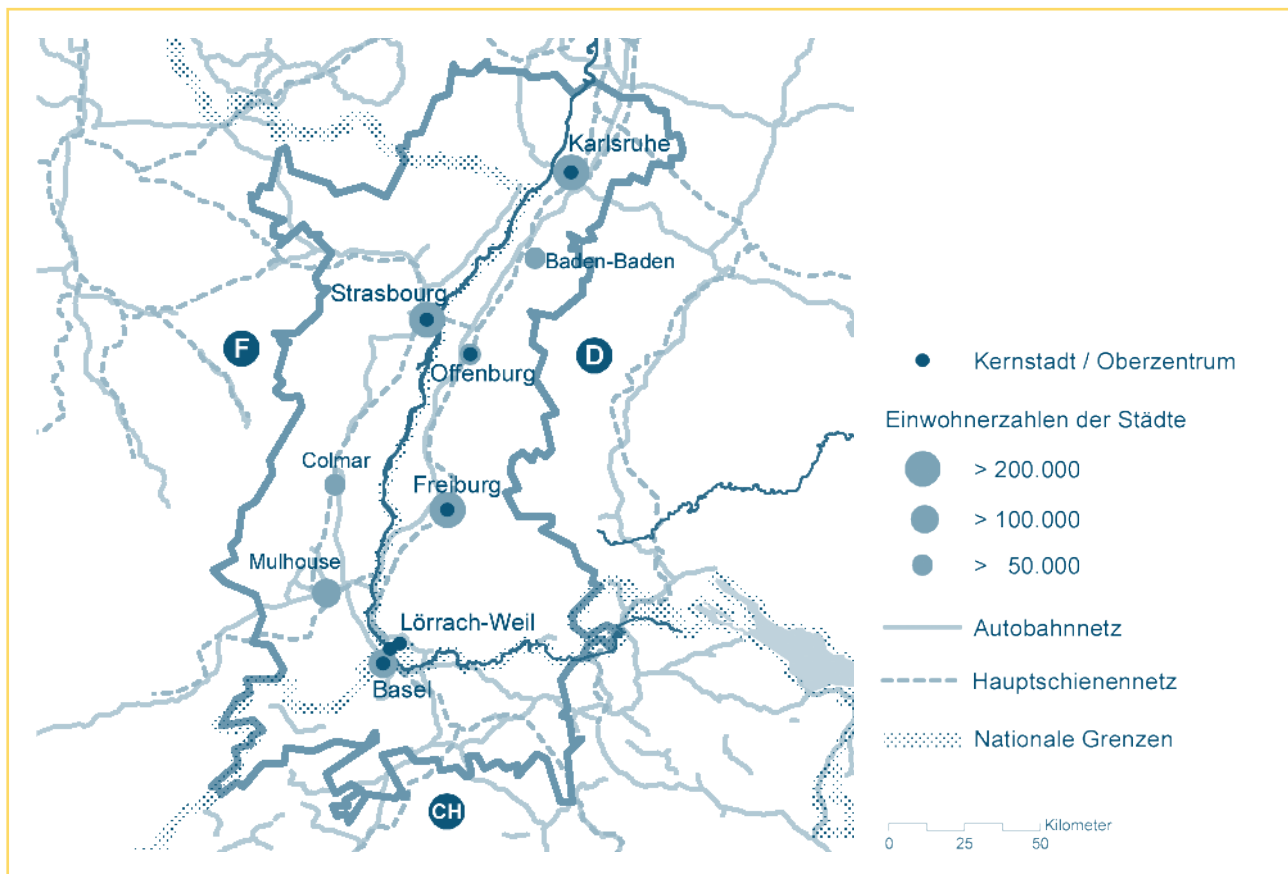 Karlsruhe
Baden-Baden
Strasbourg
F
D
Offenburg
Colmar
Freiburg
Mulhouse
Lörrach-Weil
Basel
CH
Kernstadt / Oberzentrum
Einwohnerzahlen der Städte
> 200.000
> 100.000
> 50.000
Autobahnnetz
Hauptschienennetz
Nationale Grenzen
Kilometer
0 25 50